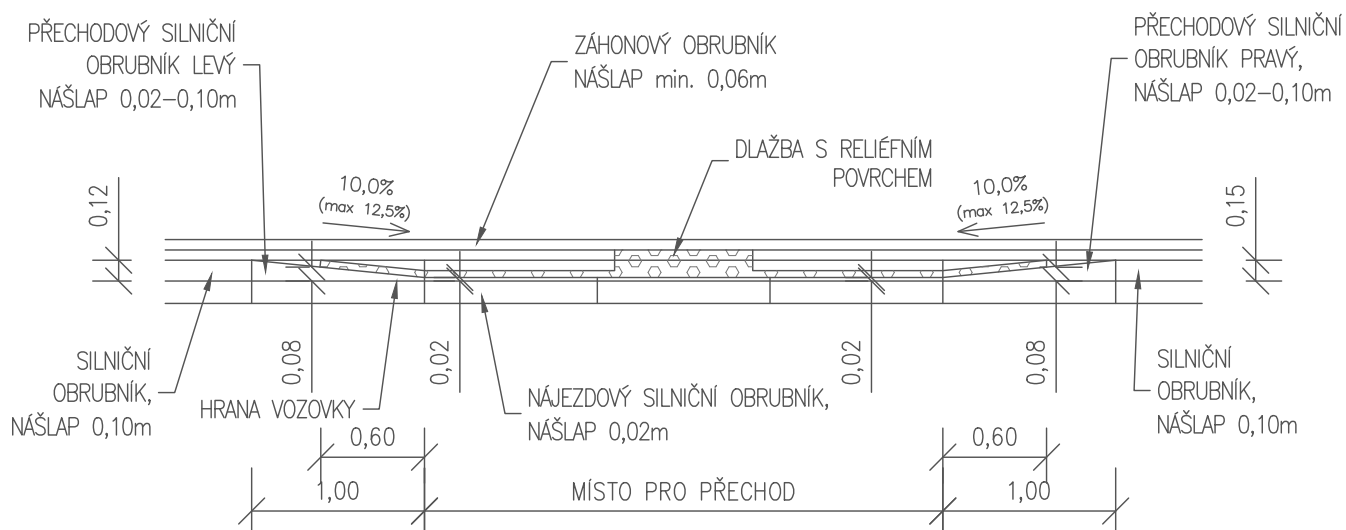 PŘECHODOVÝ SILNIČNÍ
OBRUBNÍK LEVÝ
NÁŠLAP 0,02–0,10m
ZÁHONOVÝ OBRUBNÍK
NÁŠLAP min. 0,06m
PŘECHODOVÝ SILNIČNÍ
OBRUBNÍK PRAVÝ,
NÁŠLAP 0,02–0,10m
DLAŽBA S RELIÉFNÍM
POVRCHEM
0,12
10,0%
(max 12,5%)
10,0%
(max 12,5%)
0,15
SILNIČNÍ
OBRUBNÍK,
NÁŠLAP 0,10m
0,08
0,02
0,02
0,08
HRANA VOZOVKY
NÁJEZDOVÝ SILNIČNÍ OBRUBNÍK,
NÁŠLAP 0,02m
SILNIČNÍ
OBRUBNÍK,
NÁŠLAP 0,10m
0,60
0,60
1,00
MÍSTO PRO PŘECHOD
1,00